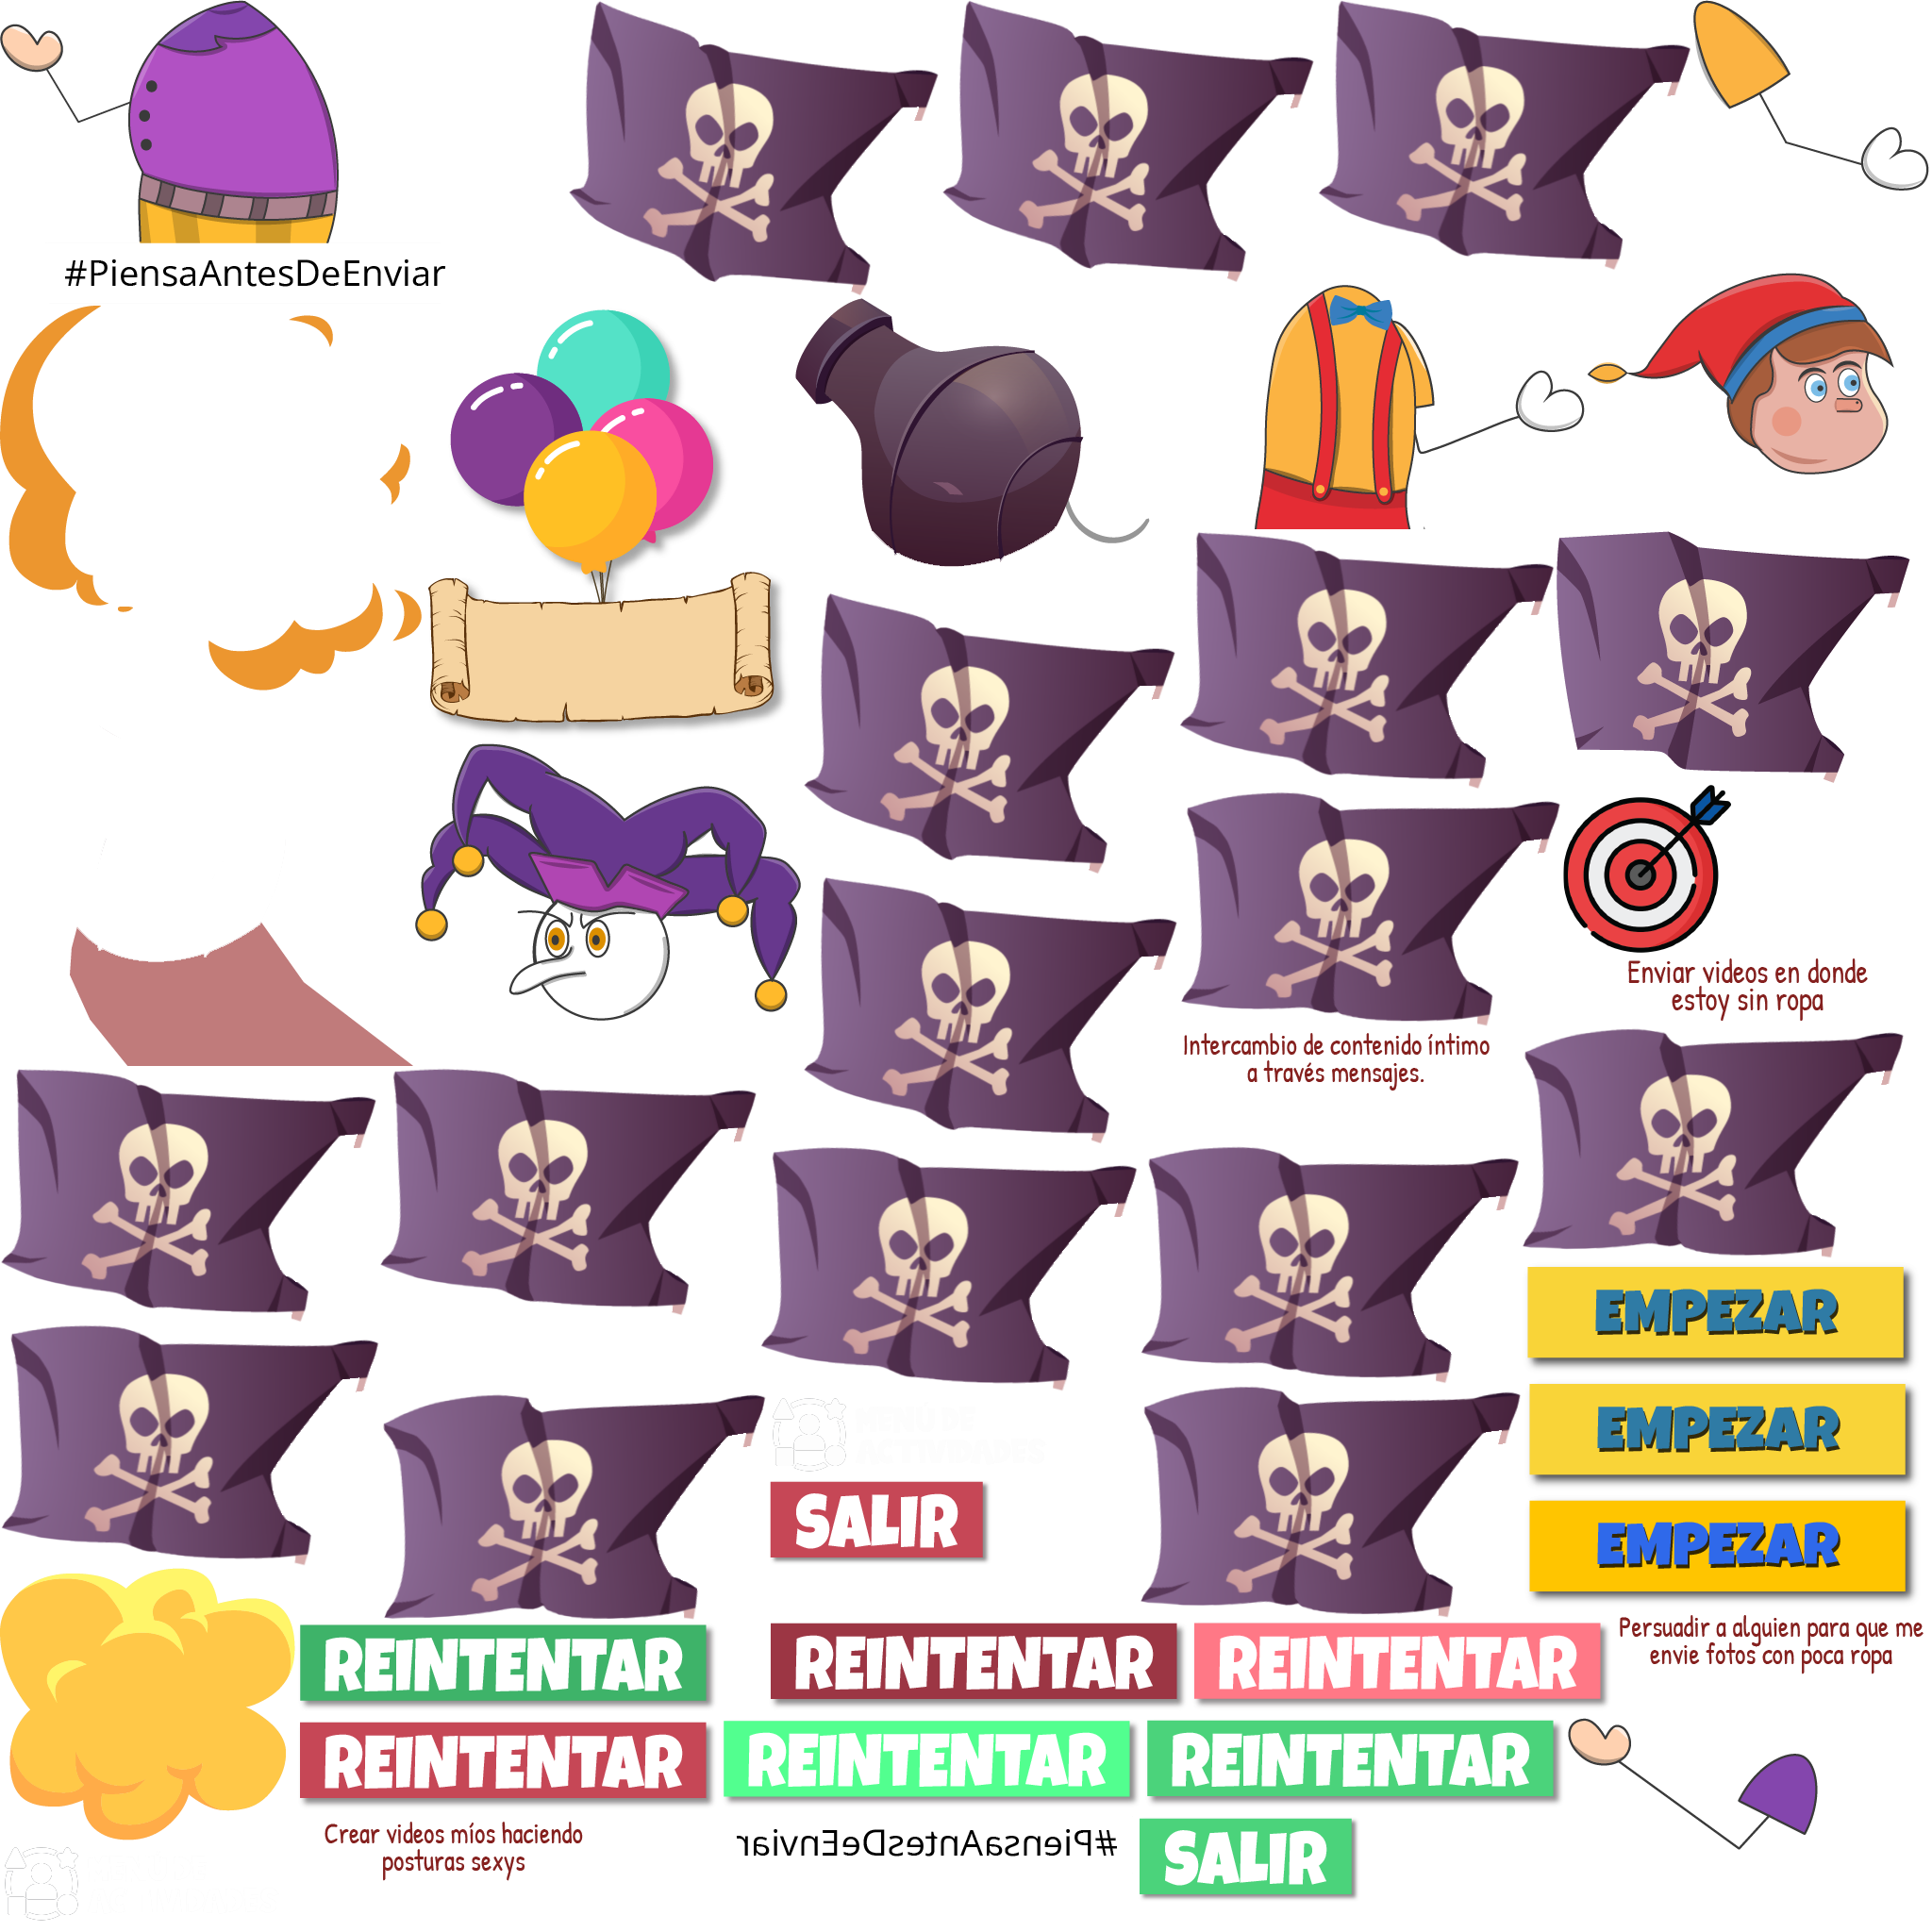 #PiensaAntesDeEnviar
Enviar videos en donde
estoy sin ropa
Intercambio de contenido íntimo
a través mensajes.
EMPEZAR
EMPEZAR
SALIR
EMPEZAR
Persuadir a alguien para que me
envie fotos con poca ropa
REINTENTAR
REINTENTAR
REINTENTAR
REINTENTAR
REINTENTAR
REINTENTAR
Crear videos míos haciendo
posturas sexys
#PiensaAntesDeEnviar
SALIR